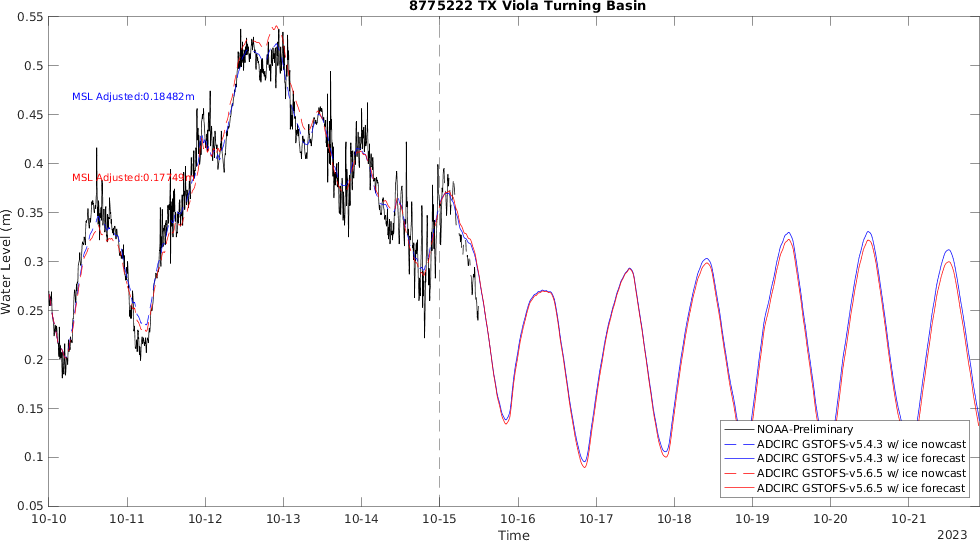 8775222 TX Viola Turning Basin
0.55
0.5
0.45
0.4
0.35
0.3
0.25
0.2
0.15
0.1
0.05
Water Level (m)
MSL Adjusted:0.18482m
MSL Adjusted:0.17749m
NOAA-Preliminary
ADCIRC GSTOFS-v5.4.3 w/ ice nowcast
ADCIRC GSTOFS-v5.4.3 w/ ice forecast
ADCIRC GSTOFS-v5.6.5 w/ ice nowcast
ADCIRC GSTOFS-v5.6.5 w/ ice forecast
10-10 10-11 10-12 10-13 10-14 10-15 10-16 10-17 10-18 10-19 10-20 10-21
Time
2023